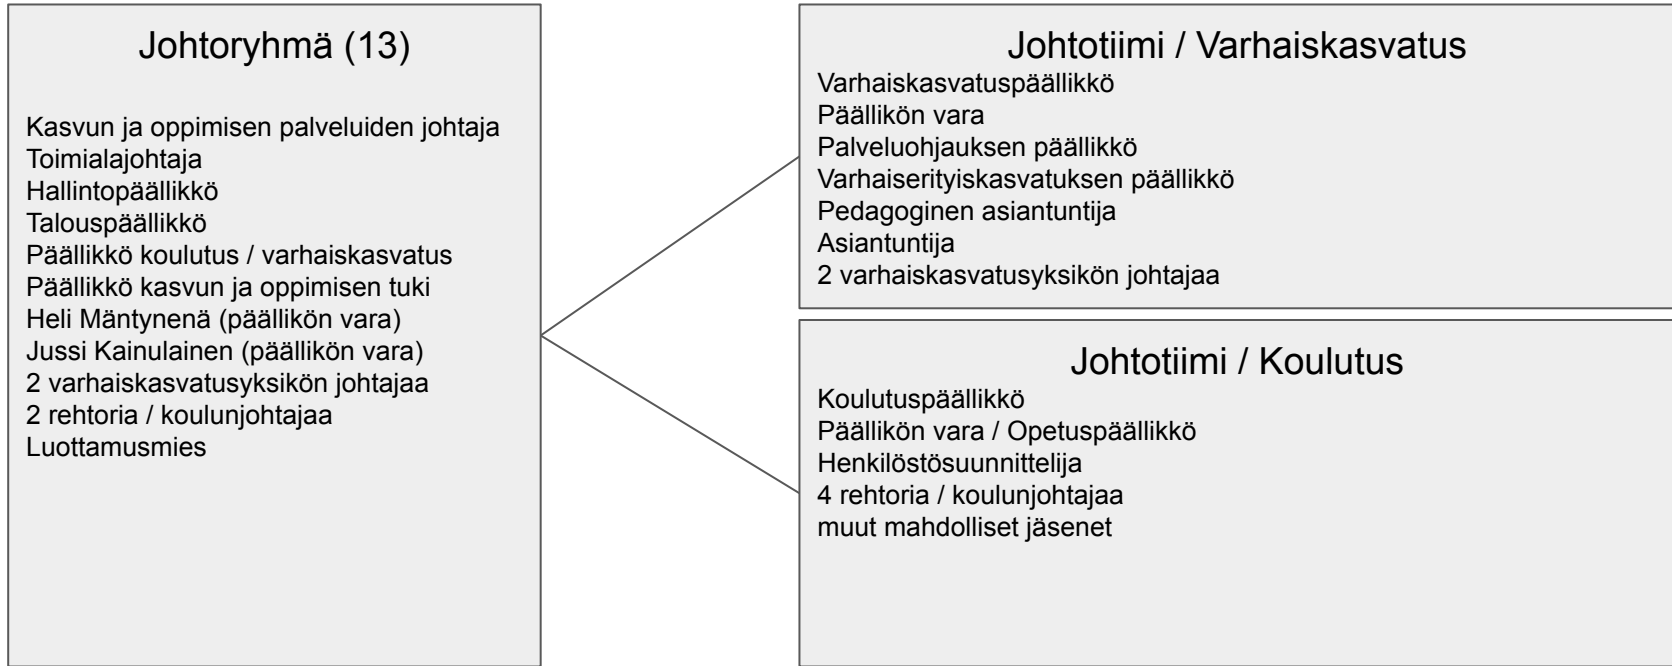 Johtoryhmä (13)
Kasvun ja oppimisen palveluiden johtaja
Toimialajohtaja
Hallintopäällikkö
Talouspäällikkö
Päällikkö koulutus / varhaiskasvatus
Päällikkö kasvun ja oppimisen tuki
Heli Mäntynenä (päällikön vara)
Jussi Kainulainen (päällikön vara)
2 varhaiskasvatusyksikön johtajaa
2 rehtoria / koulunjohtajaa
Luottamusmies
Johtotiimi / Varhaiskasvatus
Varhaiskasvatuspäällikkö
Päällikön vara
Palveluohjauksen päällikkö
Varhaiserityiskasvatuksen päällikkö
Pedagoginen asiantuntija
Asiantuntija
2 varhaiskasvatusyksikön johtajaa
Johtotiimi / Koulutus
Koulutuspäällikkö
Päällikön vara / Opetuspäällikkö
Henkilöstösuunnittelija
4 rehtoria / koulunjohtajaa
muut mahdolliset jäsenet